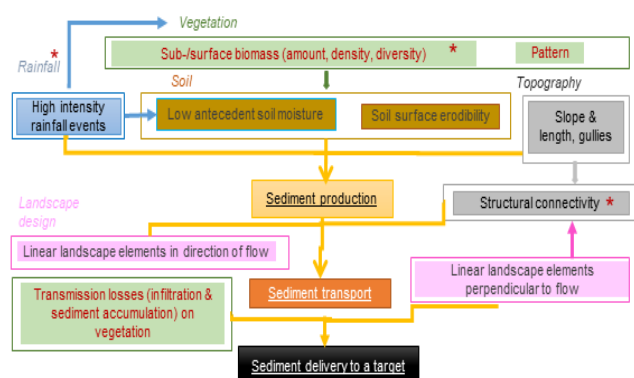 Vegetation
*
Rainfall
Sub-/surface biomass (amount, density, diversity) *
Pattern
Soil
Topography
High intensity
rainfall events
Low antecedent soil moisture
Soil surface erodibility
Slope &
length, gullies
Sediment production
Structural connectivity *
Landscape
design
Linear landscape elements in direction of flow
Linear landscape elements
perpendicular to flow
Transmission losses (infiltration &
sediment accumulation) on
vegetation
Sediment transport
Sediment delivery to a target